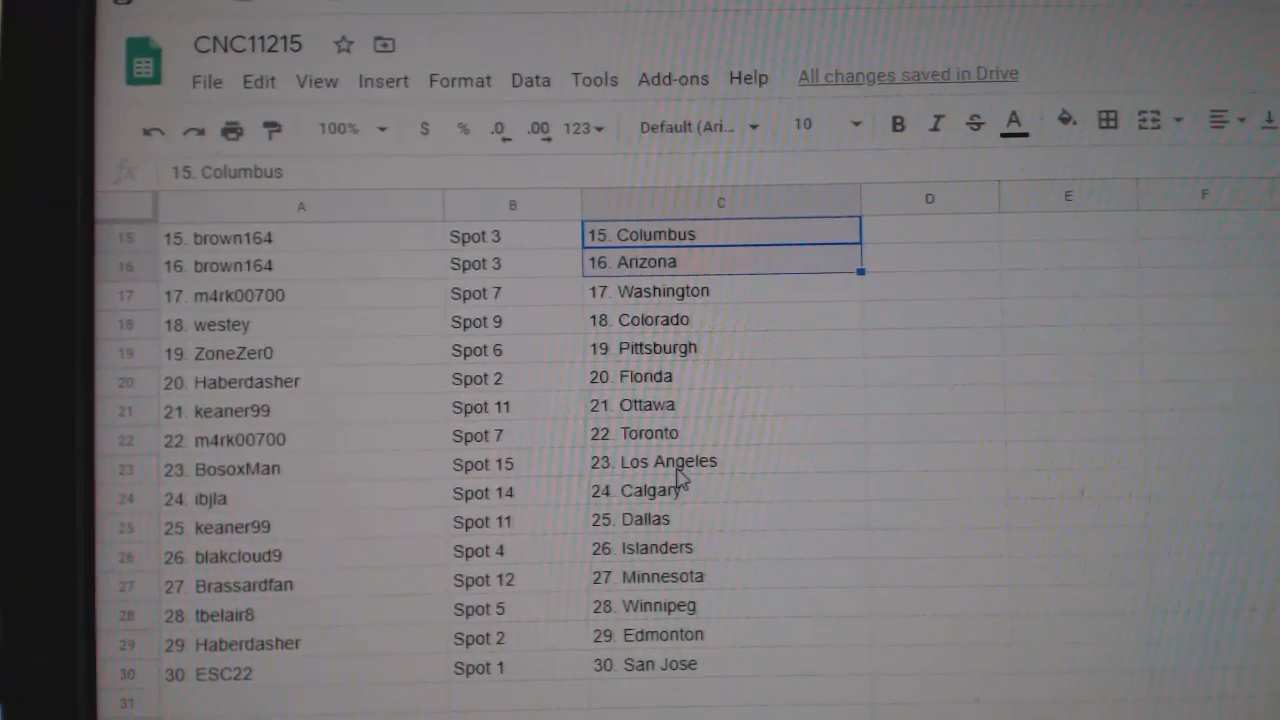 CNC11215
File Edit View Insert Format Data Tools Add-ons Help All changes saved in Drive
100% $ % .0 .00 123 Default (Ari... 10 B I S A
fx 15. Columbus
A B C D E F
15 15. brown164 Spot 3 15. Columbus
16 16. brown164 Spot 3 16. Arizona
17 17. m4rk00700 Spot 7 17. Washington
18 18. westey Spot 9 18. Colorado
19 19. ZoneZer0 Spot 6 19. Pittsburgh
20 20. Haberdasher Spot 2 20. Florida
21 21. keaner99 Spot 11 21. Ottawa
22 22. m4rk00700 Spot 7 22. Toronto
23 23. BosoxMan Spot 15 23. Los Angeles
24 24. ibjla Spot 14 24. Calgary
25 25. keaner99 Spot 11 25. Dallas
26 26. blakcloud9 Spot 4 26. Islanders
27 27. Brassardfan Spot 12 27. Minnesota
28 28. tbelair8 Spot 5 28. Winnipeg
29 29. Haberdasher Spot 2 29. Edmonton
30 30. ESC22 Spot 1 30. San Jose
31